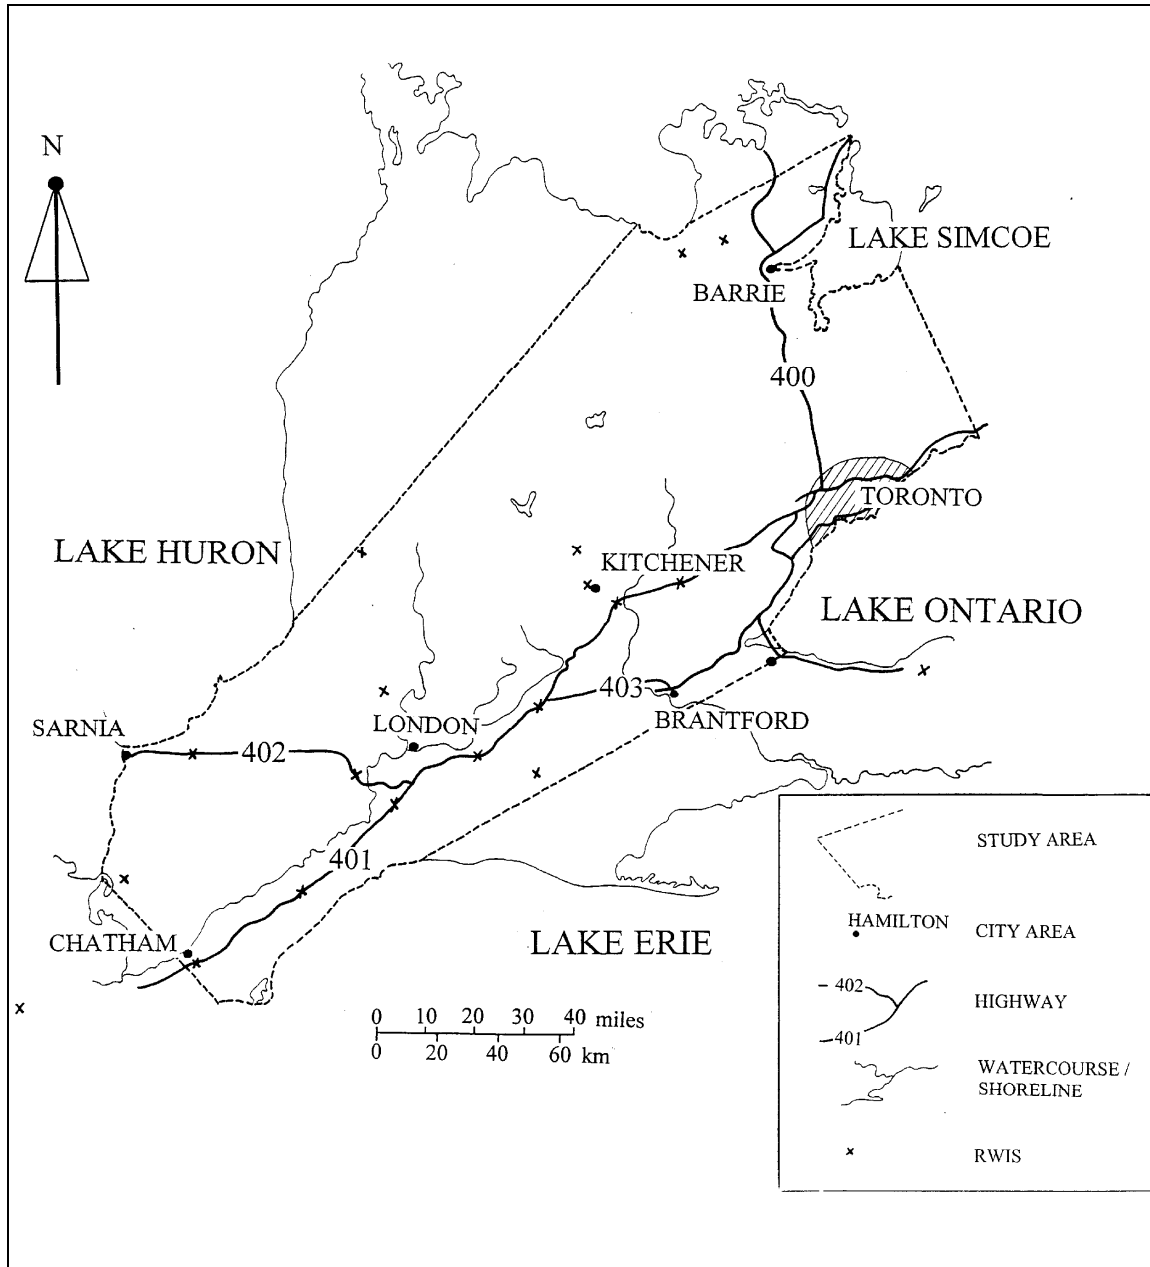 N
LAKE SIMCOE
BARRIE
400
TORONTO
LAKE HURON
KITCHENER
LAKE ONTARIO
403
BRANTFORD
SARNIA
LONDON
402
401
CHATHAM
LAKE ERIE
0 10 20 30 40 miles
0 20 40 60 km
STUDY AREA
HAMILTON
CITY AREA
402
HIGHWAY
401
WATERCOURSE /
SHORELINE
RWIS